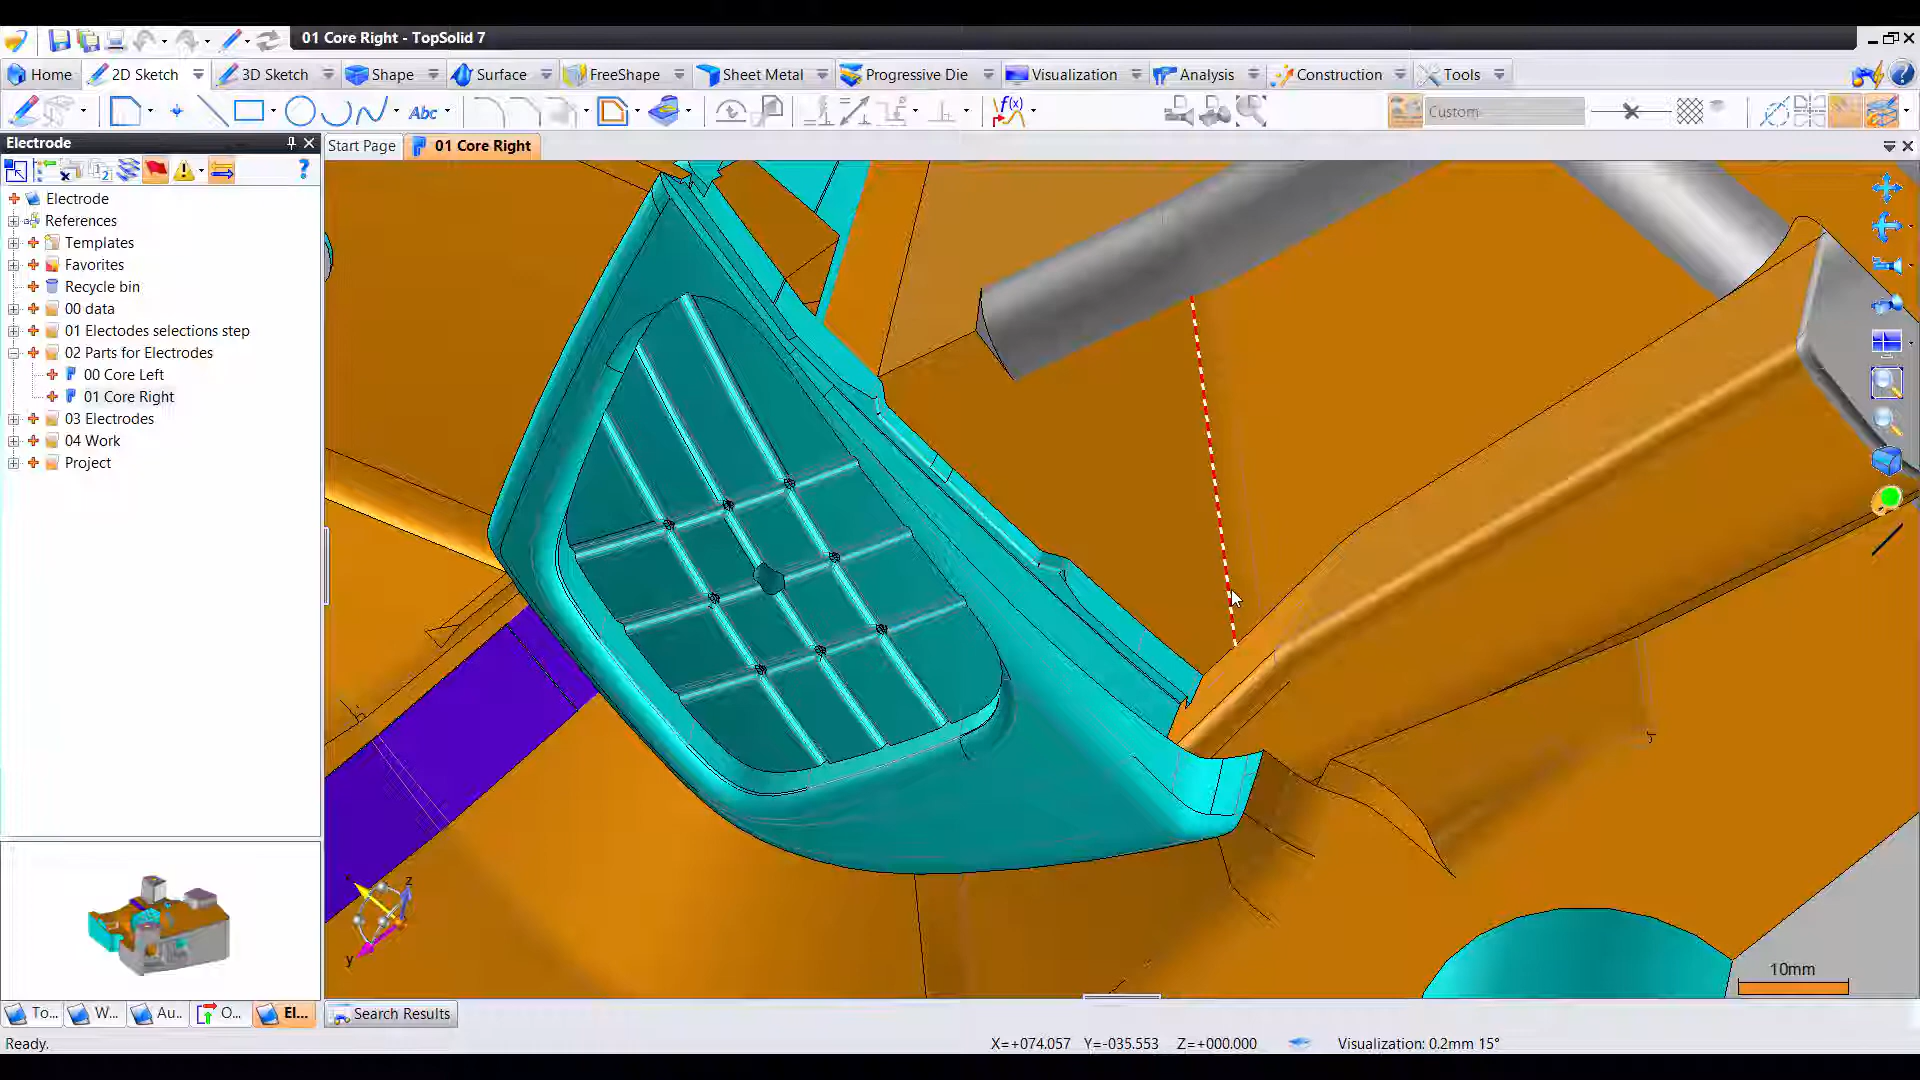 01 Core Right - TopSolid 7
Home
2D Sketch
3D Sketch
Shape
Surface
FreeShape
Sheet Metal
Progressive Die
Visualization
Analysis
Construction
Tools
Abc
f(x)
Custom
Electrode
Start Page
01 Core Right
Electrode
References
Templates
Favorites
Recycle bin
00 data
01 Electodes selections step
02 Parts for Electrodes
00 Core Left
01 Core Right
03 Electrodes
04 Work
Project
z
y
10mm
To...
W...
Au...
O...
El...
Search Results
Ready.
X=+074.057 Y=-035.553 Z=+000.000
Visualization: 0.2mm 15°